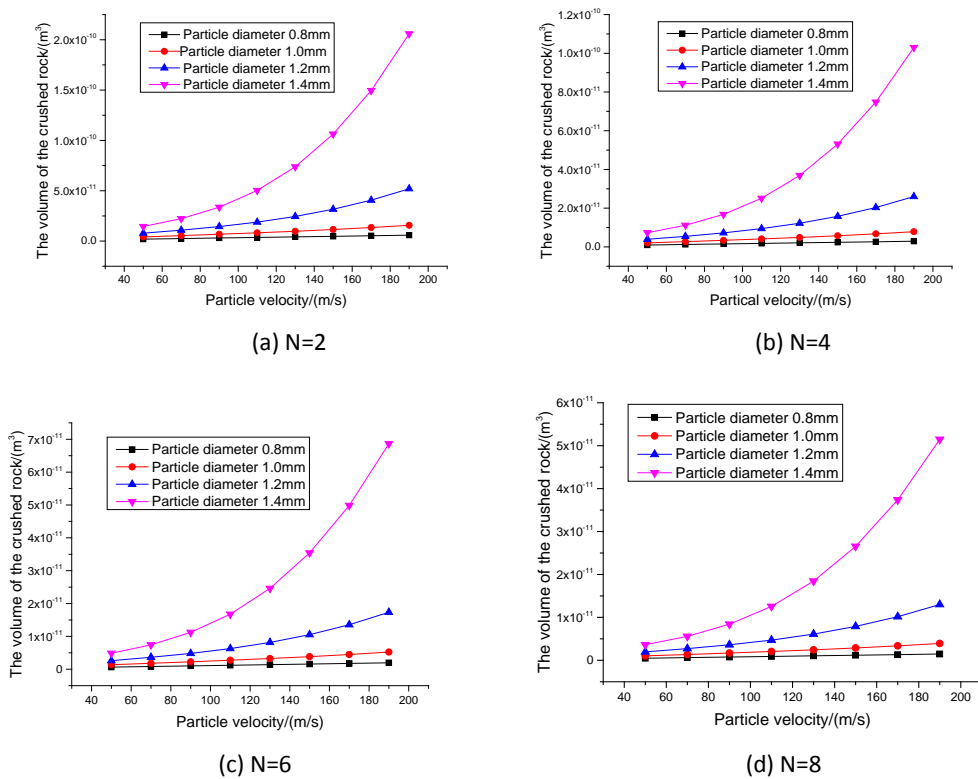 The volume of the crushed rock/(m³)
2.0x10⁻¹⁰
1.5x10⁻¹⁰
1.0x10⁻¹⁰
5.0x10⁻¹¹
0.0
Particle diameter 0.8mm
Particle diameter 1.0mm
Particle diameter 1.2mm
Particle diameter 1.4mm
40 60 80 100 120 140 160 180 200
Particle velocity/(m/s)
(a) N=2
The volume of the crushed rock/(m³)
1.2x10⁻¹⁰
1.0x10⁻¹⁰
8.0x10⁻¹¹
6.0x10⁻¹¹
4.0x10⁻¹¹
2.0x10⁻¹¹
0.0
Particle diameter 0.8mm
Particle diameter 1.0mm
Particle diameter 1.2mm
Particle diameter 1.4mm
40 60 80 100 120 140 160 180 200
Partical velocity/(m/s)
(b) N=4
The volume of the crushed rock/(m³)
7x10⁻¹¹
6x10⁻¹¹
5x10⁻¹¹
4x10⁻¹¹
3x10⁻¹¹
2x10⁻¹¹
1x10⁻¹¹
0
Particle diameter 0.8mm
Particle diameter 1.0mm
Particle diameter 1.2mm
Particle diameter 1.4mm
40 60 80 100 120 140 160 180 200
Particle velocity/(m/s)
(c) N=6
The volume of the crushed rock/(m³)
6x10⁻¹¹
5x10⁻¹¹
4x10⁻¹¹
3x10⁻¹¹
2x10⁻¹¹
1x10⁻¹¹
0
Particle diameter 0.8mm
Particle diameter 1.0mm
Particle diameter 1.2mm
Particle diameter 1.4mm
40 60 80 100 120 140 160 180 200
Particle velocity/(m/s)
(d) N=8